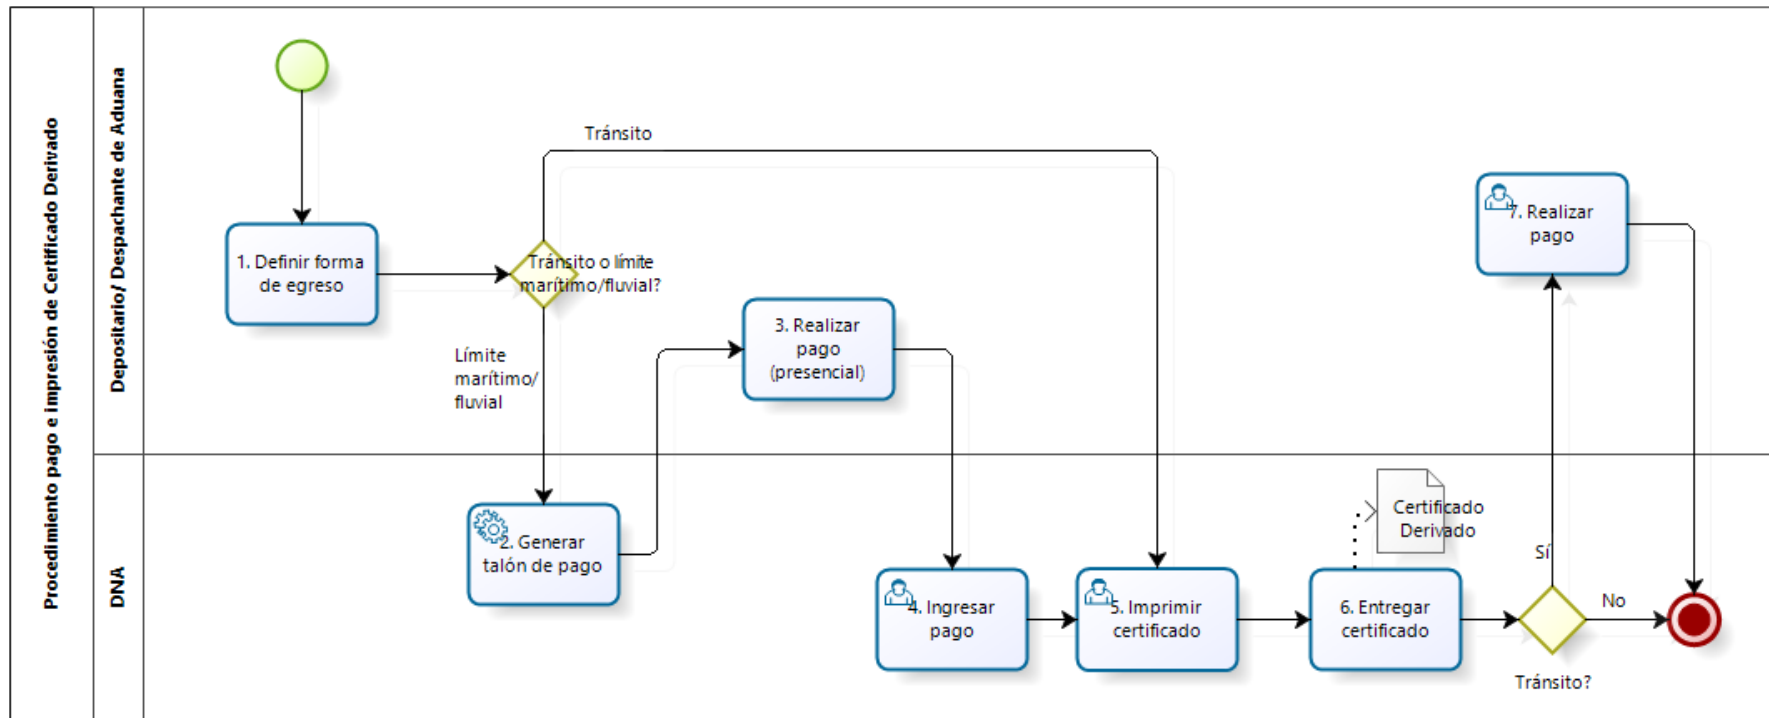 Procedimiento pago e impresión de Certificado Derivado
Depositario/ Despachante de Aduana
DNA
1. Definir forma
de egreso
Tránsito o límite
marítimo/fluvial?
Tránsito
Límite
marítimo/
fluvial
2. Generar
talón de pago
3. Realizar
pago
(presencial)
4. Ingresar
pago
5. Imprimir
certificado
6. Entregar
certificado
Certificado
Derivado
Tránsito?
Sí
No
7. Realizar
pago